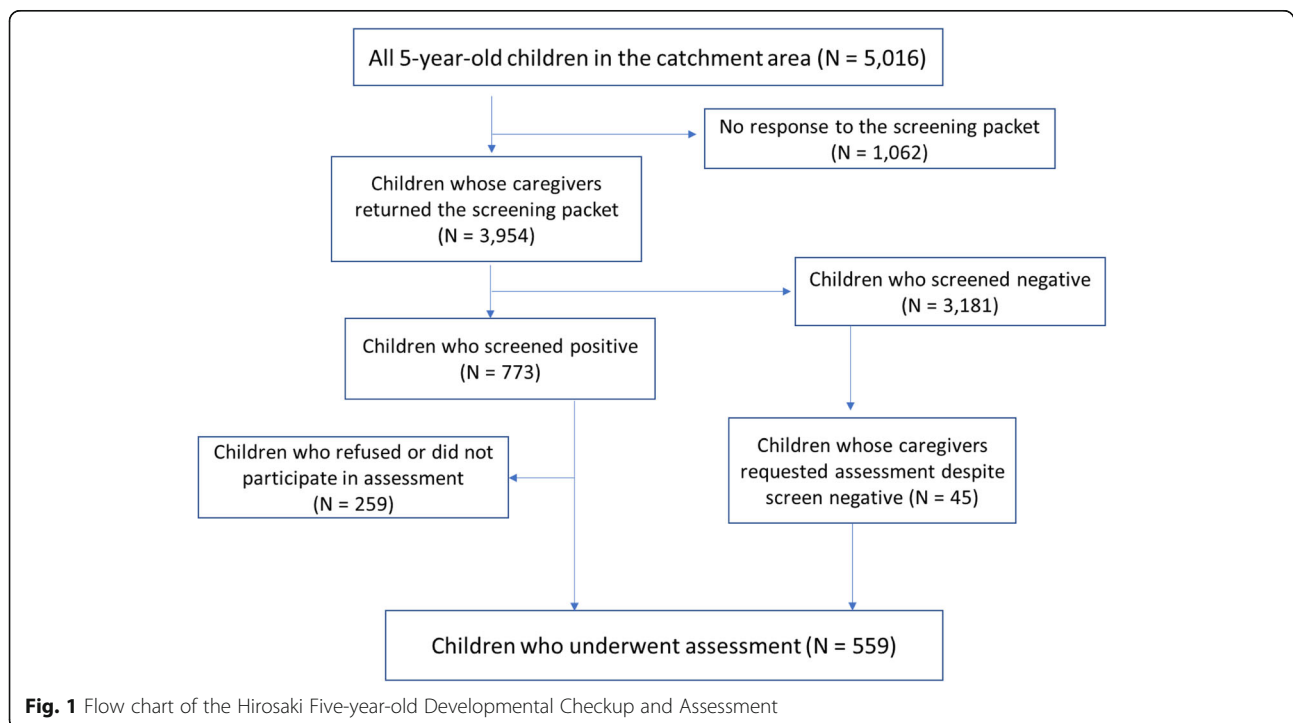 All 5-year-old children in the catchment area (N = 5,016)
No response to the screening packet
(N = 1,062)
Children whose caregivers
returned the screening packet
(N = 3,954)
Children who screened negative
(N = 3,181)
Children who screened positive
(N = 773)
Children who refused or did not
participate in assessment
(N = 259)
Children whose caregivers
requested assessment despite
screen negative (N = 45)
Children who underwent assessment (N = 559)
Fig. 1 Flow chart of the Hirosaki Five-year-old Developmental Checkup and Assessment